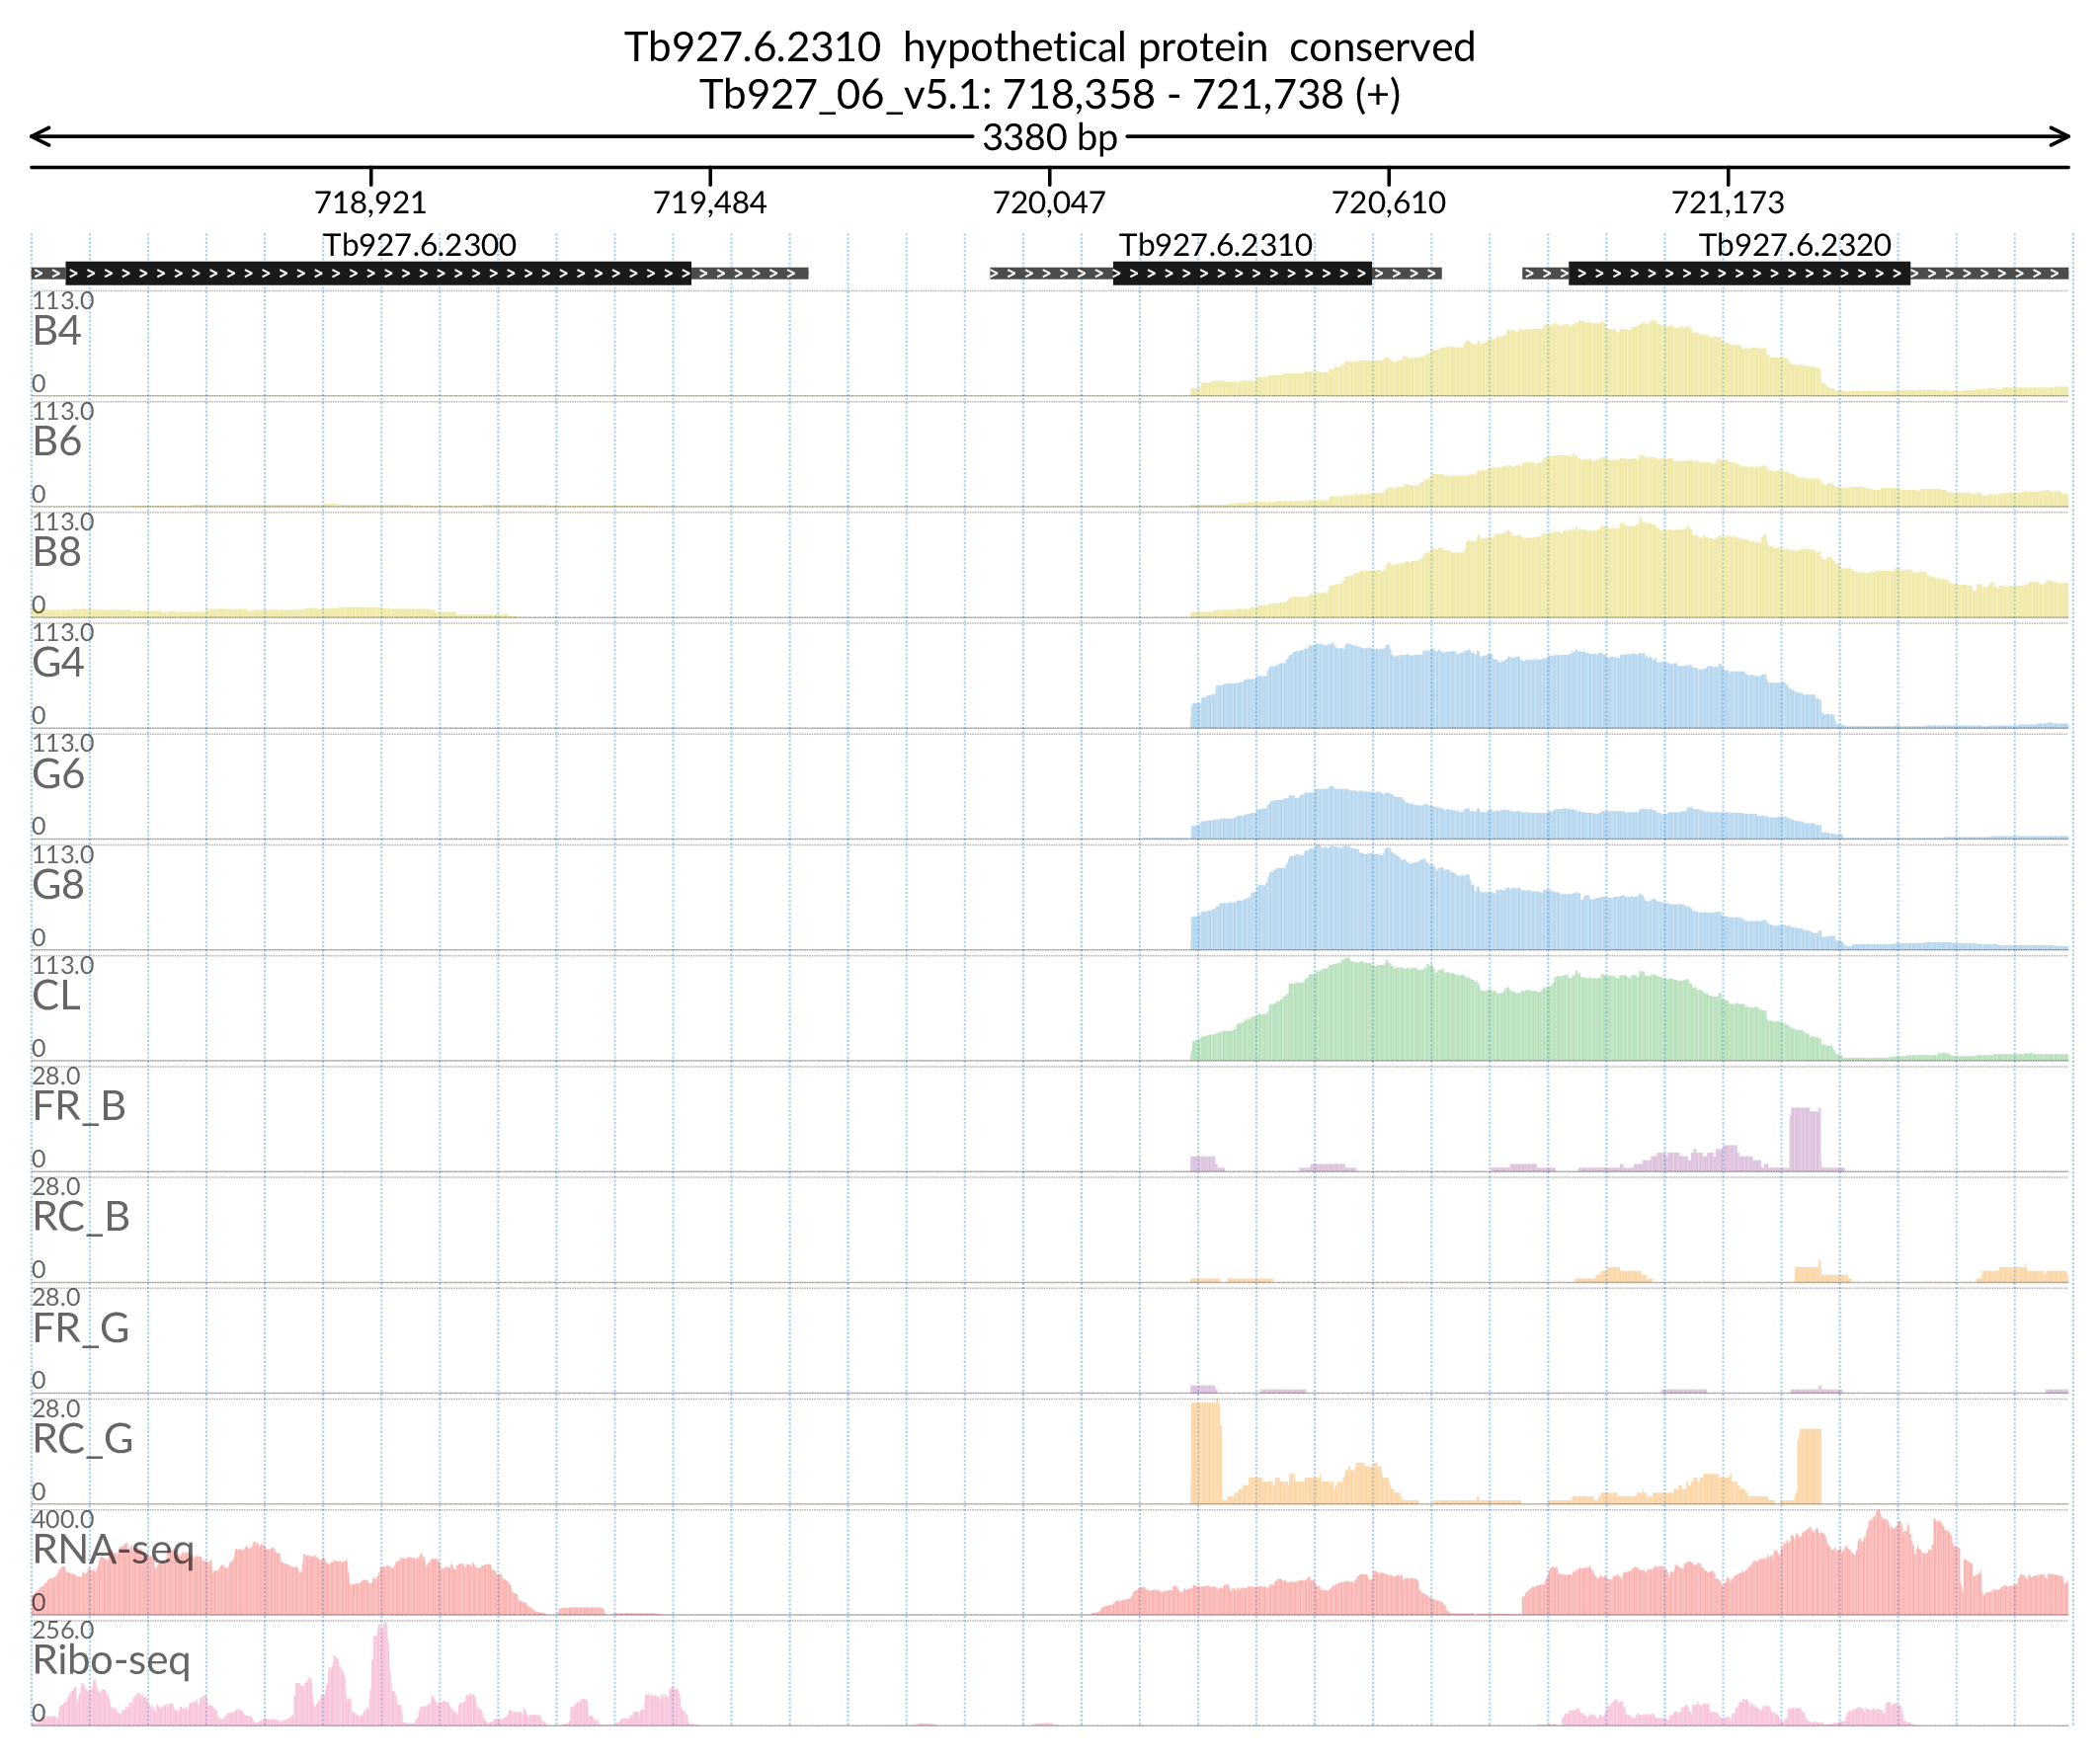 Tb927.6.2310  hypothetical protein  conserved
Tb927_06_v5.1: 718,358 - 721,738 (+)
3380 bp
718,921 719,484 720,047 720,610 721,173
Tb927.6.2300 Tb927.6.2310 Tb927.6.2320
113.0
B4
0
113.0
B6
0
113.0
B8
0
113.0
G4
0
113.0
G6
0
113.0
G8
0
113.0
CL
0
28.0
FR_B
0
28.0
RC_B
0
28.0
FR_G
0
28.0
RC_G
0
400.0
RNA-seq
0
256.0
Ribo-seq
0